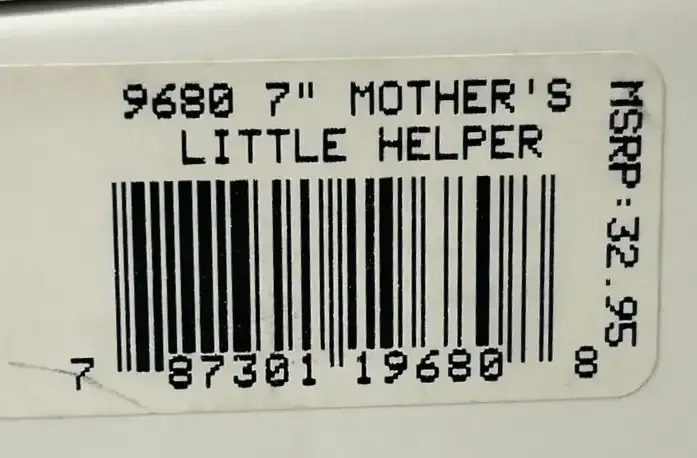 9680 7" MOTHER'S
LITTLE HELPER
7 87301 19680 8
MSRP:32.95